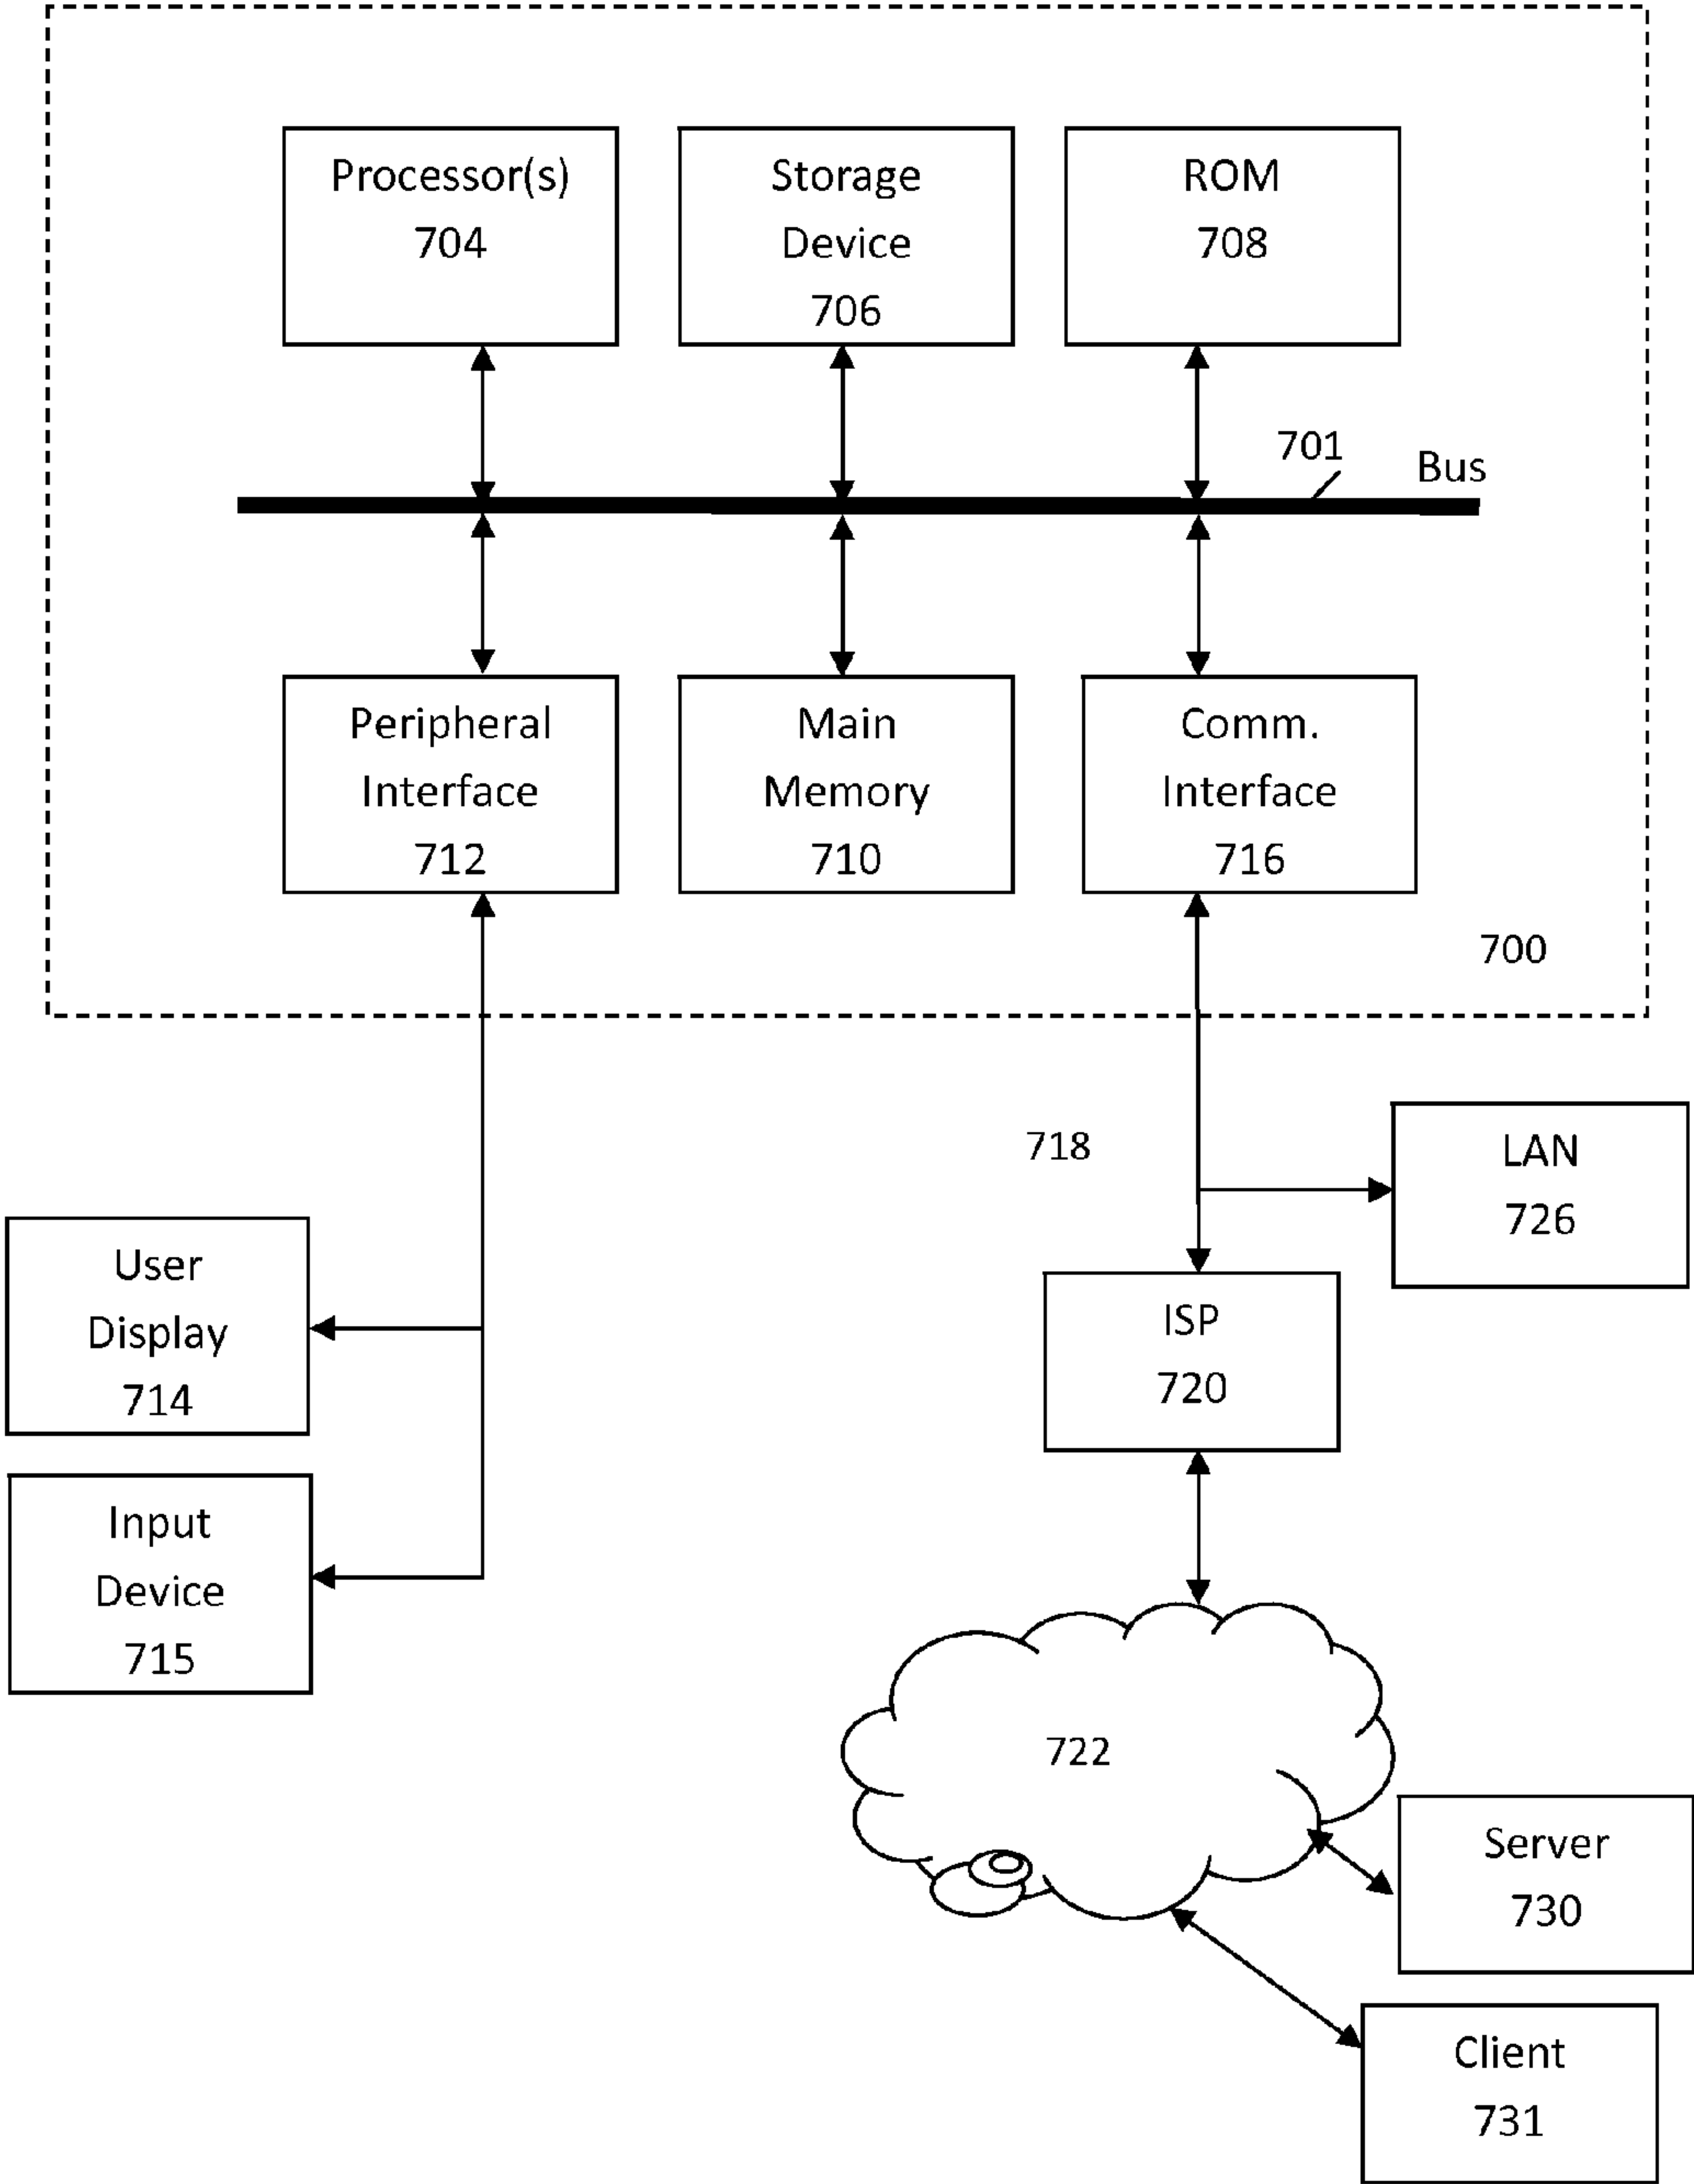 Processor(s)
704
Storage
Device
706
ROM
708
701
Bus
Peripheral
Interface
712
Main
Memory
710
Comm.
Interface
716
700
718
LAN
726
User
Display
714
ISP
720
Input
Device
715
722
Server
730
Client
731